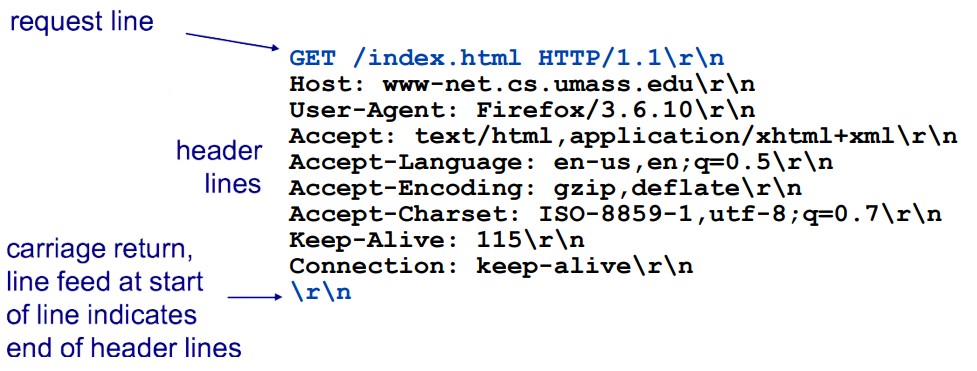 request line
GET /index.html HTTP/1.1\r\n
Host: www-net.cs.umass.edu\r\n
User-Agent: Firefox/3.6.10\r\n
Accept: text/html,application/xhtml+xml\r\n
header
lines
Accept-Language: en-us,en;q=0.5\r\n
Accept-Encoding: gzip,deflate\r\n
Accept-Charset: ISO-8859-1,utf-8;q=0.7\r\n
Keep-Alive: 115\r\n
Connection: keep-alive\r\n
carriage return,
line feed at start
of line indicates
end of header lines
\r\n